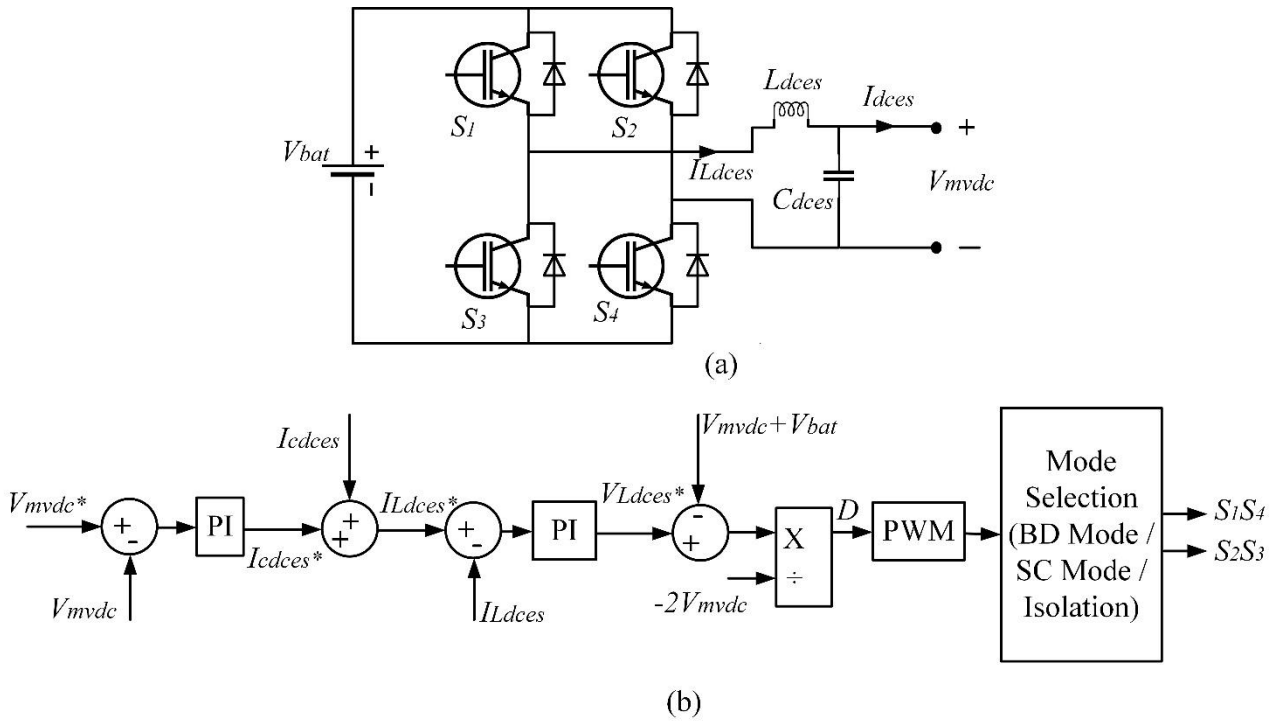 S1
S2
Ldces
Idces
+
Vbat
+
-
ILdces
Cdces
Vmvdc
S3
S4
−
(a)
Icdces
Vmvdc+Vbat
Mode
Selection
(BD Mode /
SC Mode /
Isolation)
Vmvdc*
+
-
PI
Icdces*
+
+
ILdces*
+
-
PI
VLdces*
-
+
X
÷
D
PWM
S1S4
S2S3
Vmvdc
ILdces
-2Vmvdc
(b)